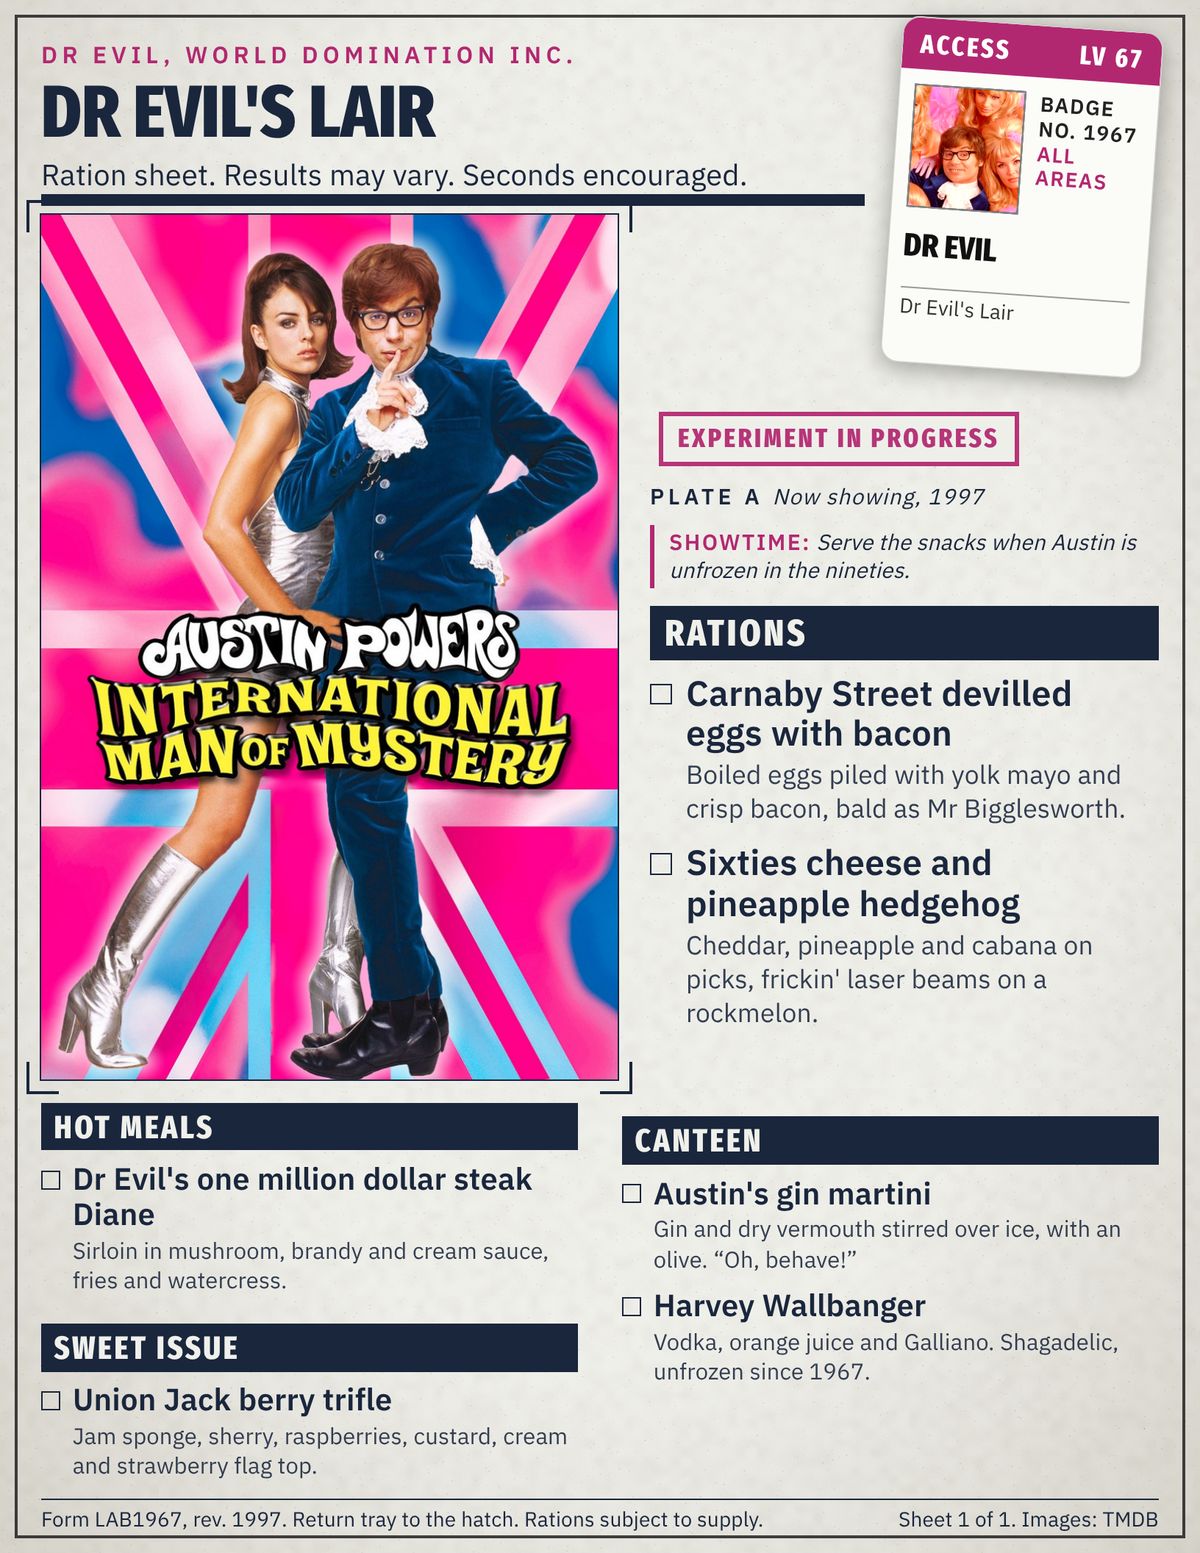 DR EVIL, WORLD DOMINATION INC.
DR EVIL'S LAIR
Ration sheet. Results may vary. Seconds encouraged.
ACCESS LV 67
BADGE
NO. 1967
ALL
AREAS
DR EVIL
Dr Evil's Lair
AUSTIN POWERS
INTERNATIONAL
MAN OF MYSTERY
EXPERIMENT IN PROGRESS
PLATE A Now showing, 1997
SHOWTIME: Serve the snacks when Austin is
unfrozen in the nineties.
RATIONS
Carnaby Street devilled
eggs with bacon
Boiled eggs piled with yolk mayo and
crisp bacon, bald as Mr Bigglesworth.
Sixties cheese and
pineapple hedgehog
Cheddar, pineapple and cabana on
picks, frickin' laser beams on a
rockmelon.
HOT MEALS
Dr Evil's one million dollar steak
Diane
Sirloin in mushroom, brandy and cream sauce,
fries and watercress.
SWEET ISSUE
Union Jack berry trifle
Jam sponge, sherry, raspberries, custard, cream
and strawberry flag top.
CANTEEN
Austin's gin martini
Gin and dry vermouth stirred over ice, with an
olive. “Oh, behave!”
Harvey Wallbanger
Vodka, orange juice and Galliano. Shagadelic,
unfrozen since 1967.
Form LAB1967, rev. 1997. Return tray to the hatch. Rations subject to supply.
Sheet 1 of 1. Images: TMDB